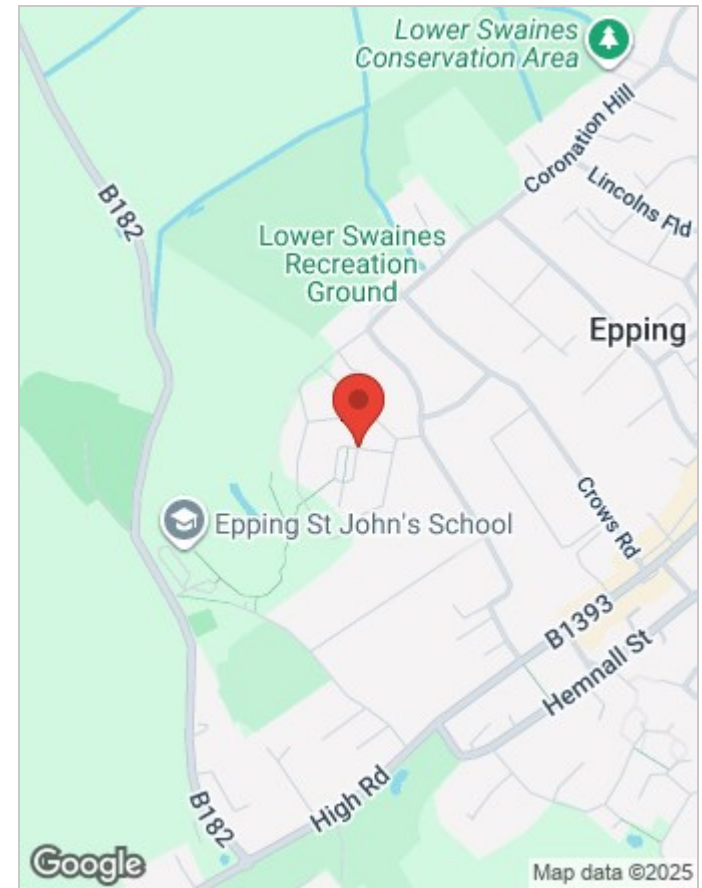 Lower Swaines
Conservation Area
Coronation Hill
Lincolns Fld
B182
Lower Swaines
Recreation
Ground
Epping
Epping St John's School
Crows Rd
B1393
Hemnall St
High Rd
B182
Google
Map data ©2025